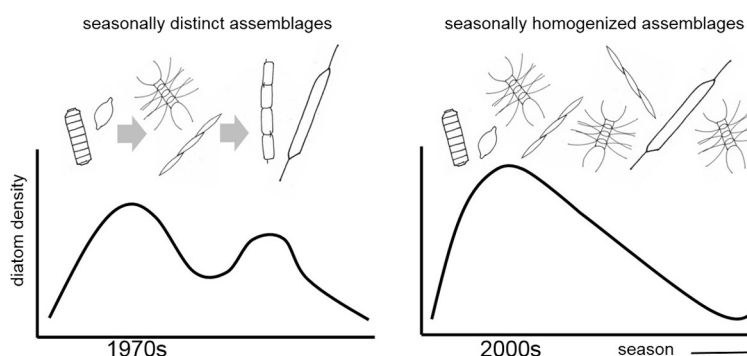 seasonally distinct assemblages
seasonally homogenized assemblages
diatom density
1970s
2000s
season